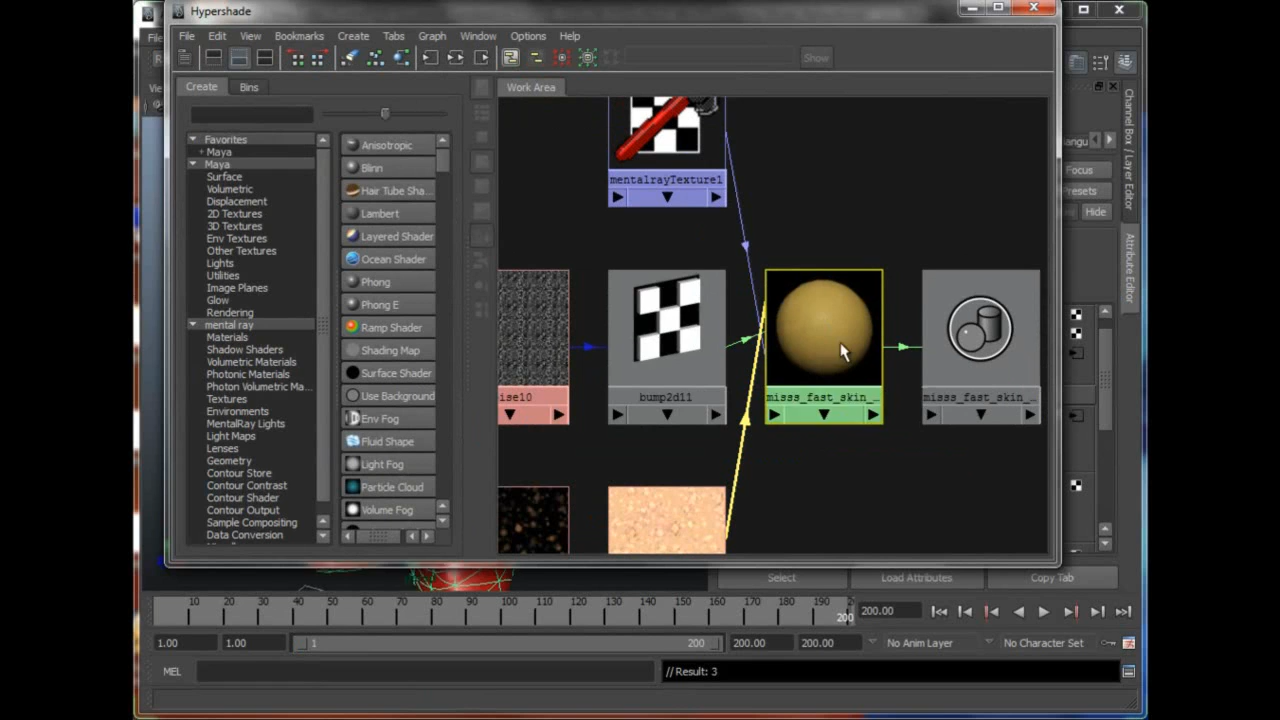 Hypershade
File Edit View Bookmarks Create Tabs Graph Window Options Help
Show
Create Bins
Work Area
Favorites
+ Maya
Maya
Surface
Volumetric
Displacement
2D Textures
3D Textures
Env Textures
Other Textures
Lights
Utilities
Image Planes
Glow
Rendering
mental ray
Materials
Shadow Shaders
Volumetric Materials
Photonic Materials
Photon Volumetric Ma...
Textures
Environments
MentalRay Lights
Light Maps
Lenses
Geometry
Contour Store
Contour Contrast
Contour Shader
Contour Output
Sample Compositing
Data Conversion
Anisotropic
Blinn
Hair Tube Sha...
Lambert
Layered Shader
Ocean Shader
Phong
Phong E
Ramp Shader
Shading Map
Surface Shader
Use Background
Env Fog
Fluid Shape
Light Fog
Particle Cloud
Volume Fog
mentalrayTexture1
ise10
bump2d11
misss_fast_skin_...
misss_fast_skin_...
Focus
Presets
Hide
Channel Box / Layer Editor
Attribute Editor
Select Load Attributes Copy Tab
10 20 30 40 50 60 70 80 90 100 110 120 130 140 150 160 170 180 190
200
200.00
1.00 1.00 1 200 200.00 200.00 No Anim Layer No Character Set
MEL // Result: 3